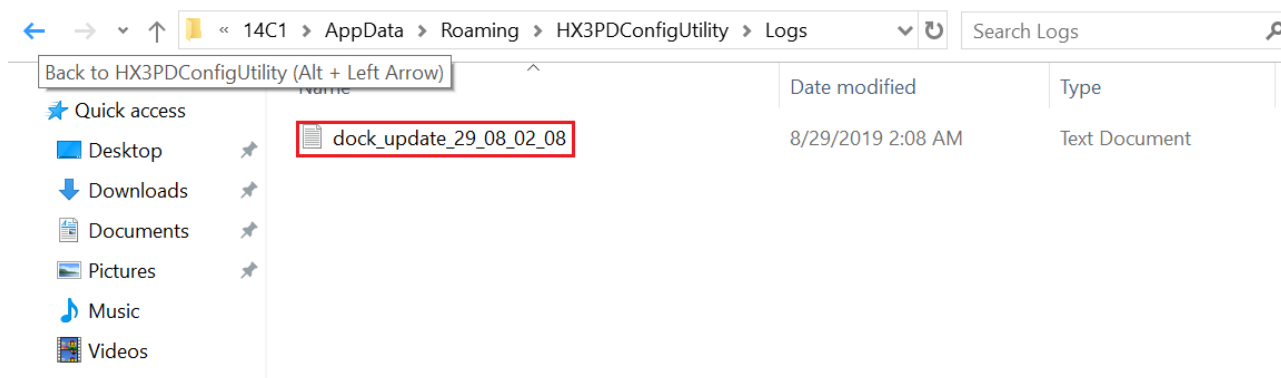 « 14C1 > AppData > Roaming > HX3PDConfigUtility > Logs Search Logs
Back to HX3PDConfigUtility (Alt + Left Arrow)
Name Date modified Type
Quick access
dock_update_29_08_02_08 8/29/2019 2:08 AM Text Document
Desktop
Downloads
Documents
Pictures
Music
Videos